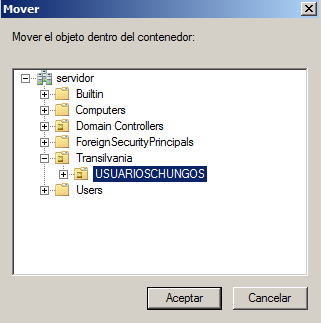 Mover
Mover el objeto dentro del contenedor:
servidor
Builtin
Computers
Domain Controllers
ForeignSecurityPrincipals
Transilvania
USUARIOSCHUNGOS
Users
Aceptar
Cancelar